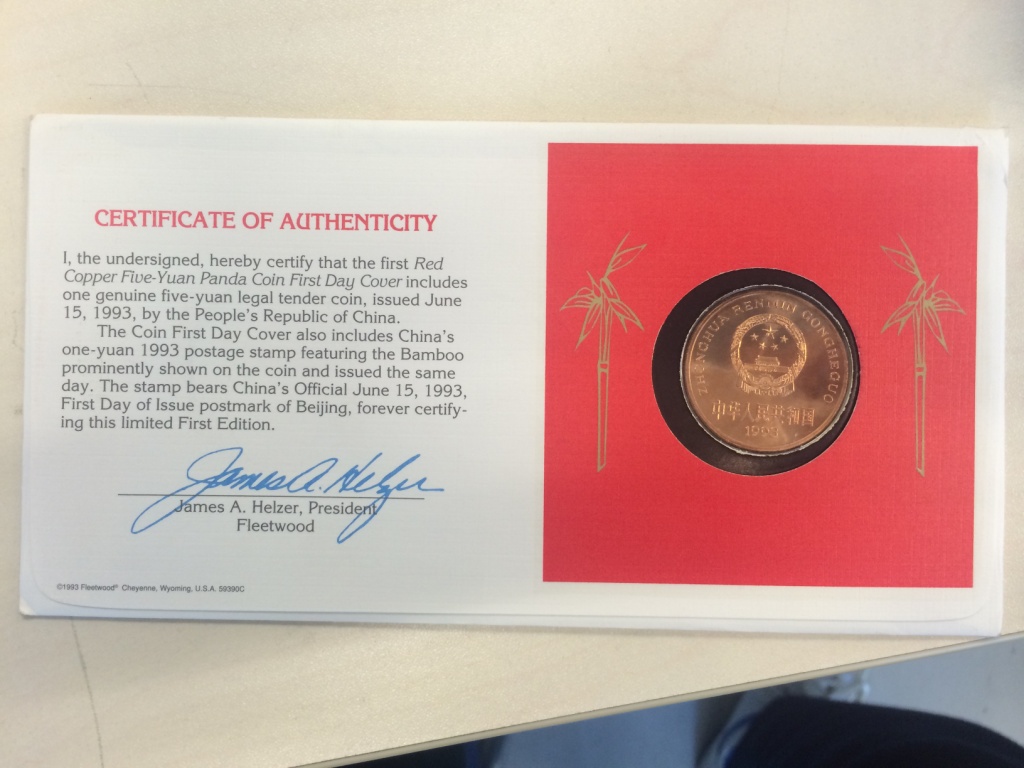 CERTIFICATE OF AUTHENTICITY
I, the undersigned, hereby certify that the first Red
Copper Five-Yuan Panda Coin First Day Cover includes
one genuine five-yuan legal tender coin, issued June
15, 1993, by the People's Republic of China.
The Coin First Day Cover also includes China's
one-yuan 1993 postage stamp featuring the Bamboo
prominently shown on the coin and issued the same
day. The stamp bears China's Official June 15, 1993,
First Day of Issue postmark of Beijing, forever certify-
ing this limited First Edition.
James A. Helzer
James A. Helzer, President
Fleetwood
©1993 Fleetwood® Cheyenne, Wyoming, U.S.A. 59390C
ZHONGHUA RENMIN GONGHEGUO
中华人民共和国
1993